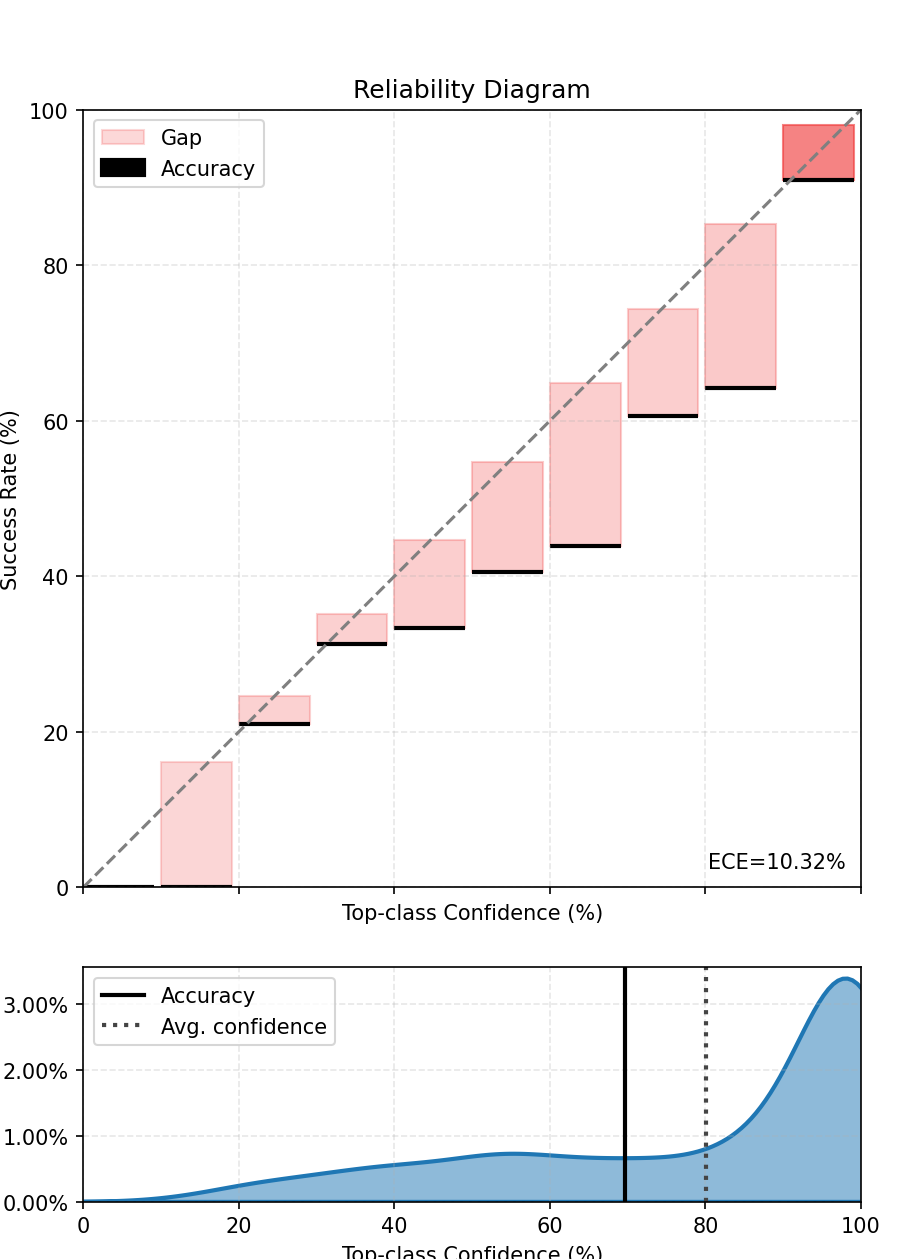 Reliability Diagram
Gap
Accuracy
100
80
60
40
20
0
Success Rate (%)
ECE=10.32%
Top-class Confidence (%)
Accuracy
Avg. confidence
3.00%
2.00%
1.00%
0.00%
0 20 40 60 80 100
Top-class Confidence (%)